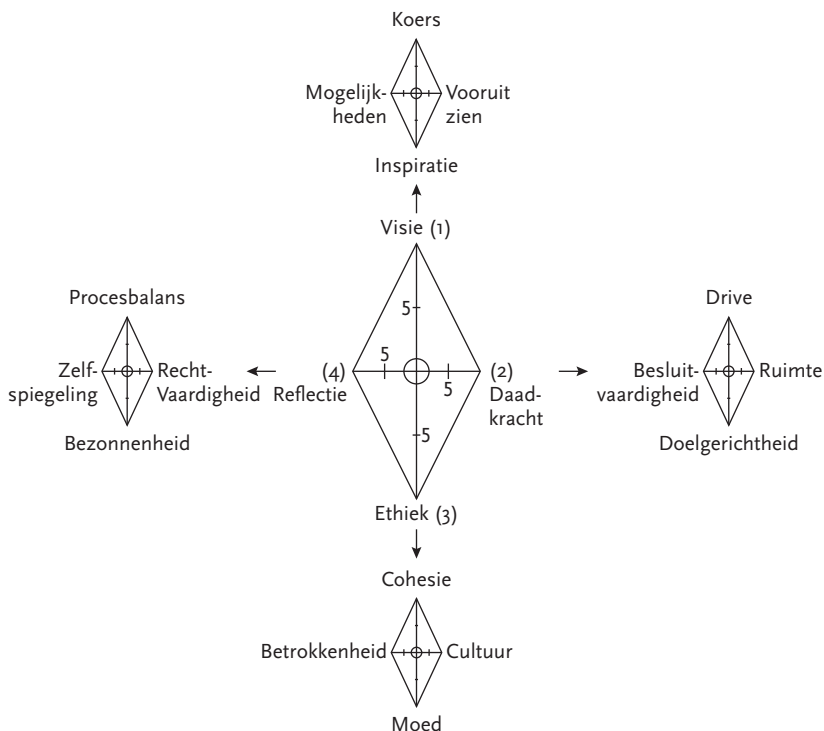 Koers
Mogelijk-
heden
Vooruit
zien
Inspiratie
Visie (1)
Procesbalans
Zelf-
spiegeling
Recht-
Vaardigheid
Bezonnenheid
(4)
Reflectie
5
5
5
5
(2)
Daad-
kracht
Drive
Besluit-
vaardigheid
Ruimte
Doelgerichtheid
Ethiek (3)
Cohesie
Betrokkenheid
Cultuur
Moed